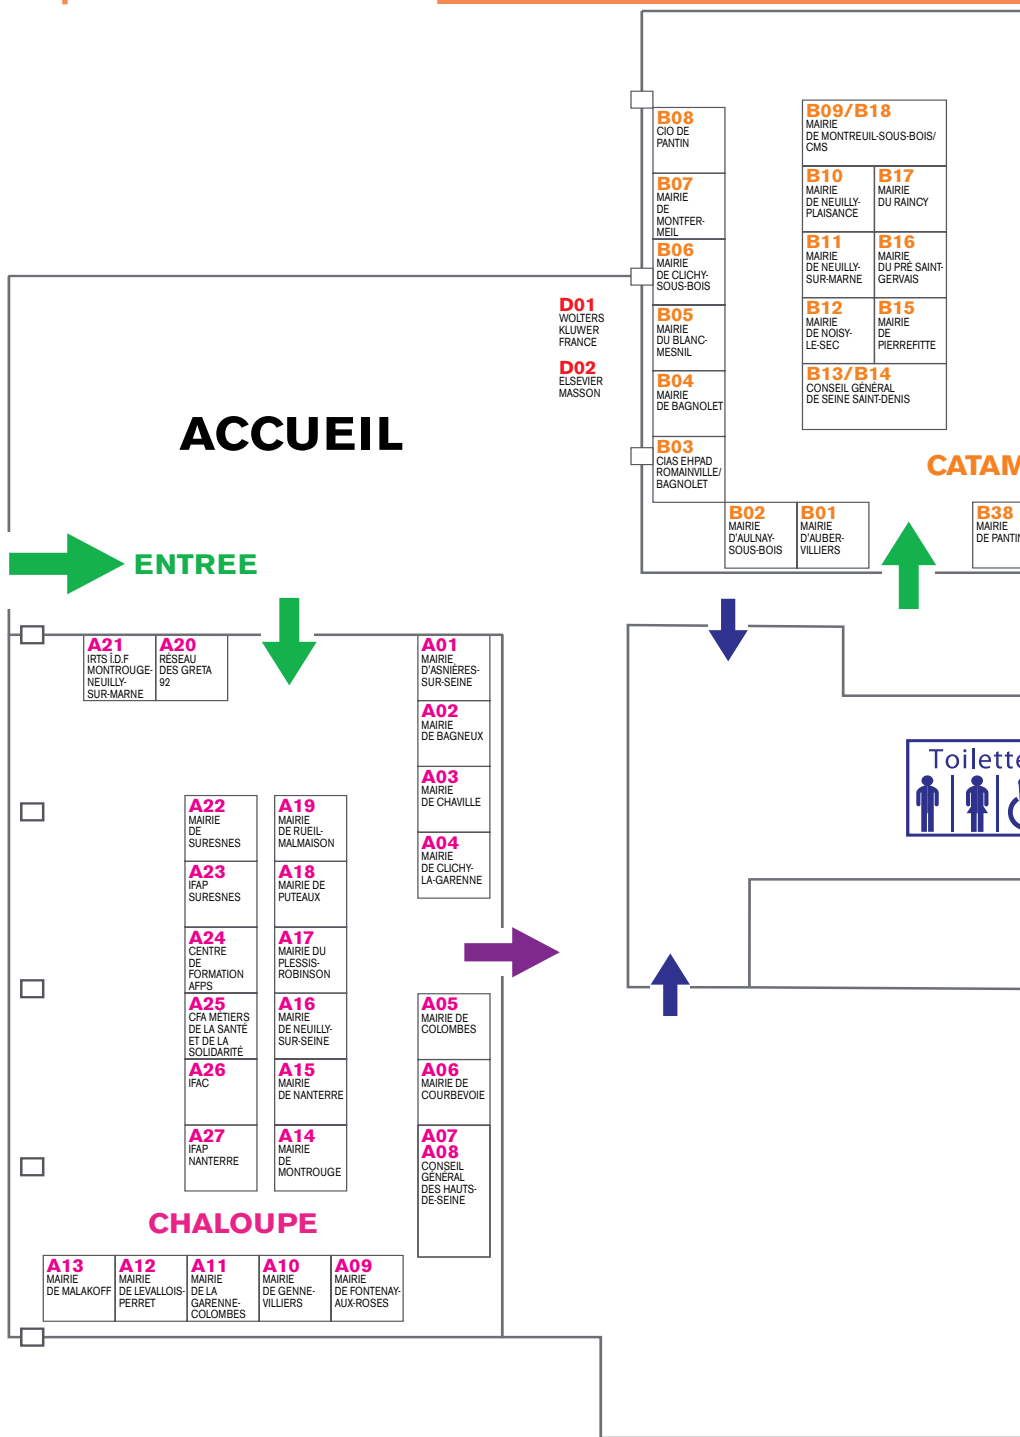 B08
CIO DE
PANTIN
B07
MAIRIE
DE
MONTFER-
MEIL
B06
MAIRIE
DE CLICHY-
SOUS-BOIS
B05
MAIRIE
DU BLANC-
MESNIL
B04
MAIRIE
DE BAGNOLET
B03
CIAS EHPAD
ROMAINVILLE/
BAGNOLET
B02
MAIRIE
D'AULNAY-
SOUS-BOIS
B01
MAIRIE
D'AUBER-
VILLIERS
B09/B18
MAIRIE
DE MONTREUIL-SOUS-BOIS/
CMS
B10
MAIRIE
DE NEUILLY-
PLAISANCE
B17
MAIRIE
DU RAINCY
B11
MAIRIE
DE NEUILLY-
SUR-MARNE
B16
MAIRIE
DU PRÉ SAINT-
GERVAIS
B12
MAIRIE
DE NOISY-
LE-SEC
B15
MAIRIE
DE
PIERREFITTE
B13/B14
CONSEIL GÉNÉRAL
DE SEINE SAINT-DENIS
CATAM
B38
MAIRIE
DE PANTIN
D01
WOLTERS
KLUWER
FRANCE
D02
ELSEVIER
MASSON
ACCUEIL
ENTREE
A21
IRTS I.D.F
MONTROUGE-
NEUILLY-
SUR-MARNE
A20
RÉSEAU
DES GRETA
92
A01
MAIRIE
D'ASNIÈRES-
SUR-SEINE
A02
MAIRIE
DE BAGNEUX
A03
MAIRIE
DE CHAVILLE
A04
MAIRIE
DE CLICHY-
LA-GARENNE
Toilette
A22
MAIRIE
DE
SURESNES
A19
MAIRIE
DE RUEIL-
MALMAISON
A23
IFAP
SURESNES
A18
MAIRIE DE
PUTEAUX
A24
CENTRE
DE
FORMATION
AFPS
A17
MAIRIE DU
PLESSIS-
ROBINSON
A25
CFA MÉTIERS
DE LA SANTÉ
ET DE LA
SOLIDARITÉ
A16
MAIRIE
DE NEUILLY-
SUR-SEINE
A26
IFAC
A15
MAIRIE
DE NANTERRE
A27
IFAP
NANTERRE
A14
MAIRIE
DE
MONTROUGE
A05
MAIRIE DE
COLOMBES
A06
MAIRIE DE
COURBEVOIE
A07
A08
CONSEIL
GÉNÉRAL
DES HAUTS-
DE-SEINE
CHALOUPE
A13
MAIRIE
DE MALAKOFF
A12
MAIRIE
DE LEVALLOIS-
PERRET
A11
MAIRIE
DE LA
GARENNE-
COLOMBES
A10
MAIRIE
DE GENNE-
VILLIERS
A09
MAIRIE
DE FONTENAY-
AUX-ROSES